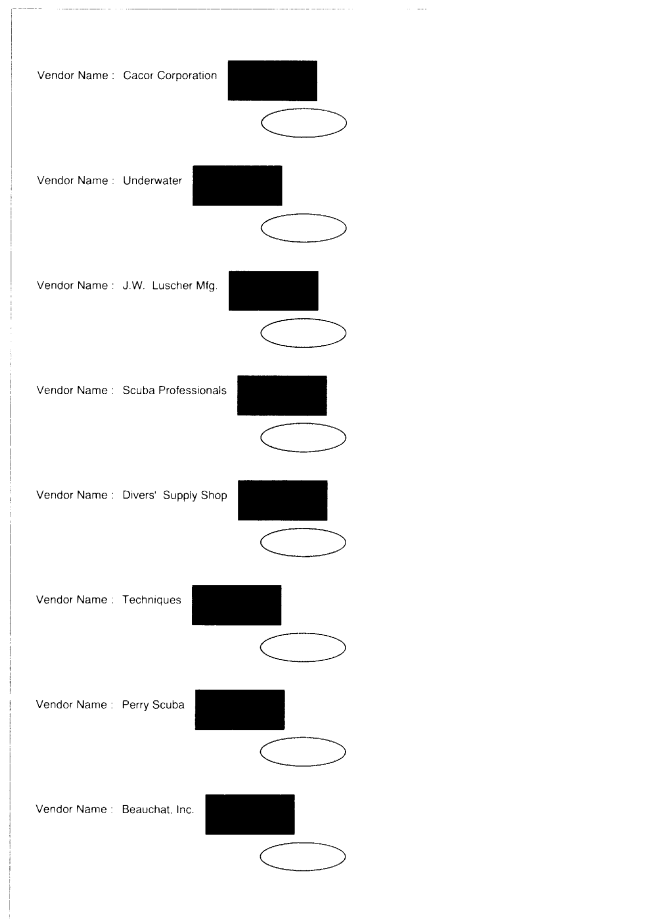 Vendor Name : Cacor Corporation
Vendor Name : Underwater
Vendor Name : J.W. Luscher Mfg.
Vendor Name : Scuba Professionals
Vendor Name : Divers' Supply Shop
Vendor Name : Techniques
Vendor Name : Perry Scuba
Vendor Name : Beauchat, Inc.